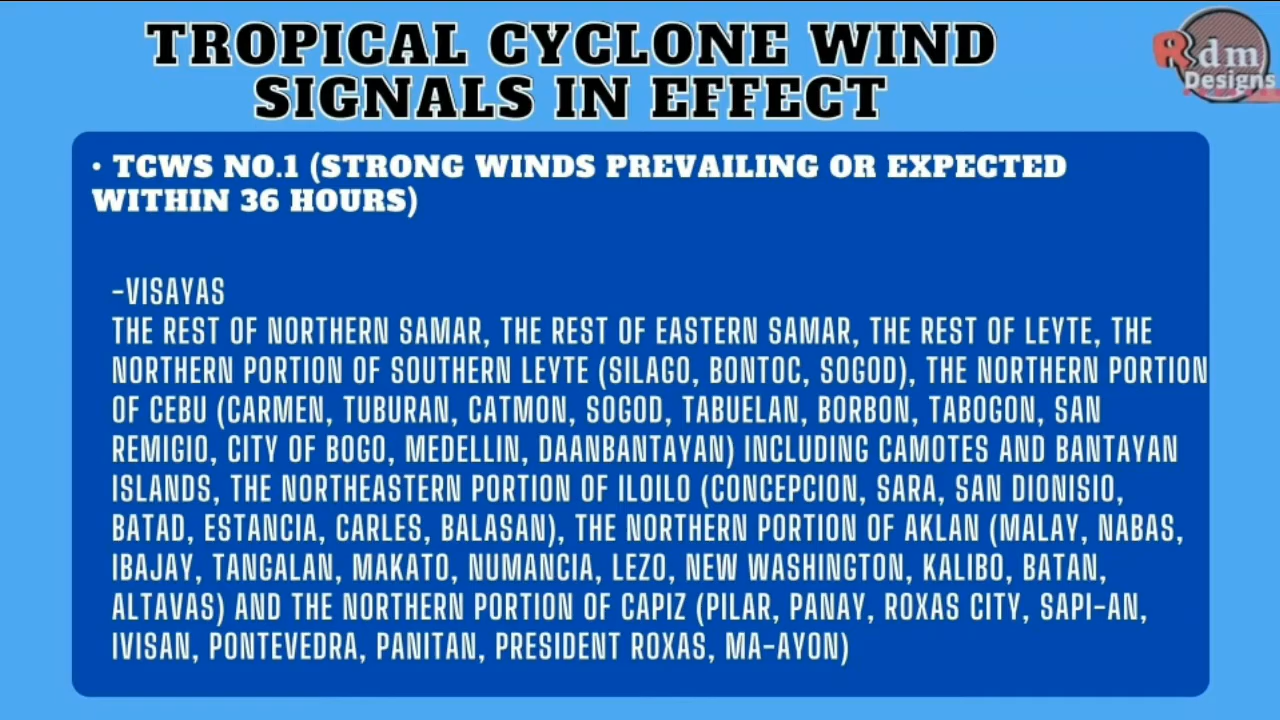 TROPICAL CYCLONE WIND
SIGNALS IN EFFECT
Rdm
Designs
• TCWS NO.1 (STRONG WINDS PREVAILING OR EXPECTED
WITHIN 36 HOURS)
-VISAYAS
THE REST OF NORTHERN SAMAR, THE REST OF EASTERN SAMAR, THE REST OF LEYTE, THE
NORTHERN PORTION OF SOUTHERN LEYTE (SILAGO, BONTOC, SOGOD), THE NORTHERN PORTION
OF CEBU (CARMEN, TUBURAN, CATMON, SOGOD, TABUELAN, BORBON, TABOGON, SAN
REMIGIO, CITY OF BOGO, MEDELLIN, DAANBANTAYAN) INCLUDING CAMOTES AND BANTAYAN
ISLANDS, THE NORTHEASTERN PORTION OF ILOILO (CONCEPCION, SARA, SAN DIONISIO,
BATAD, ESTANCIA, CARLES, BALASAN), THE NORTHERN PORTION OF AKLAN (MALAY, NABAS,
IBAJAY, TANGALAN, MAKATO, NUMANCIA, LEZO, NEW WASHINGTON, KALIBO, BATAN,
ALTAVAS) AND THE NORTHERN PORTION OF CAPIZ (PILAR, PANAY, ROXAS CITY, SAPI-AN,
IVISAN, PONTEVEDRA, PANITAN, PRESIDENT ROXAS, MA-AYON)